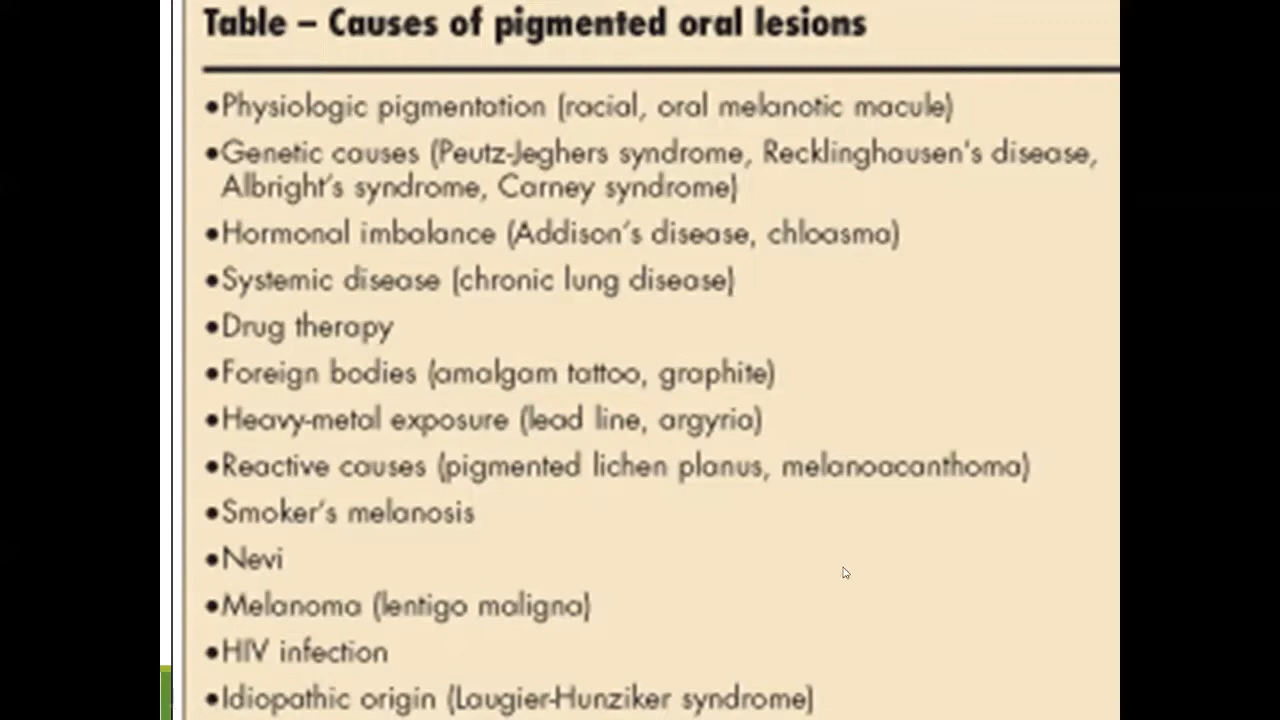 Table – Causes of pigmented oral lesions
•Physiologic pigmentation (racial, oral melanotic macule)
•Genetic causes (Peutz-Jeghers syndrome, Recklinghausen's disease,
Albright's syndrome, Carney syndrome)
•Hormonal imbalance (Addison's disease, chloasma)
•Systemic disease (chronic lung disease)
•Drug therapy
•Foreign bodies (amalgam tattoo, graphite)
•Heavy-metal exposure (lead line, argyria)
•Reactive causes (pigmented lichen planus, melanoacanthoma)
•Smoker's melanosis
•Nevi
•Melanoma (lentigo maligna)
•HIV infection
•Idiopathic origin (Laugier-Hunziker syndrome)